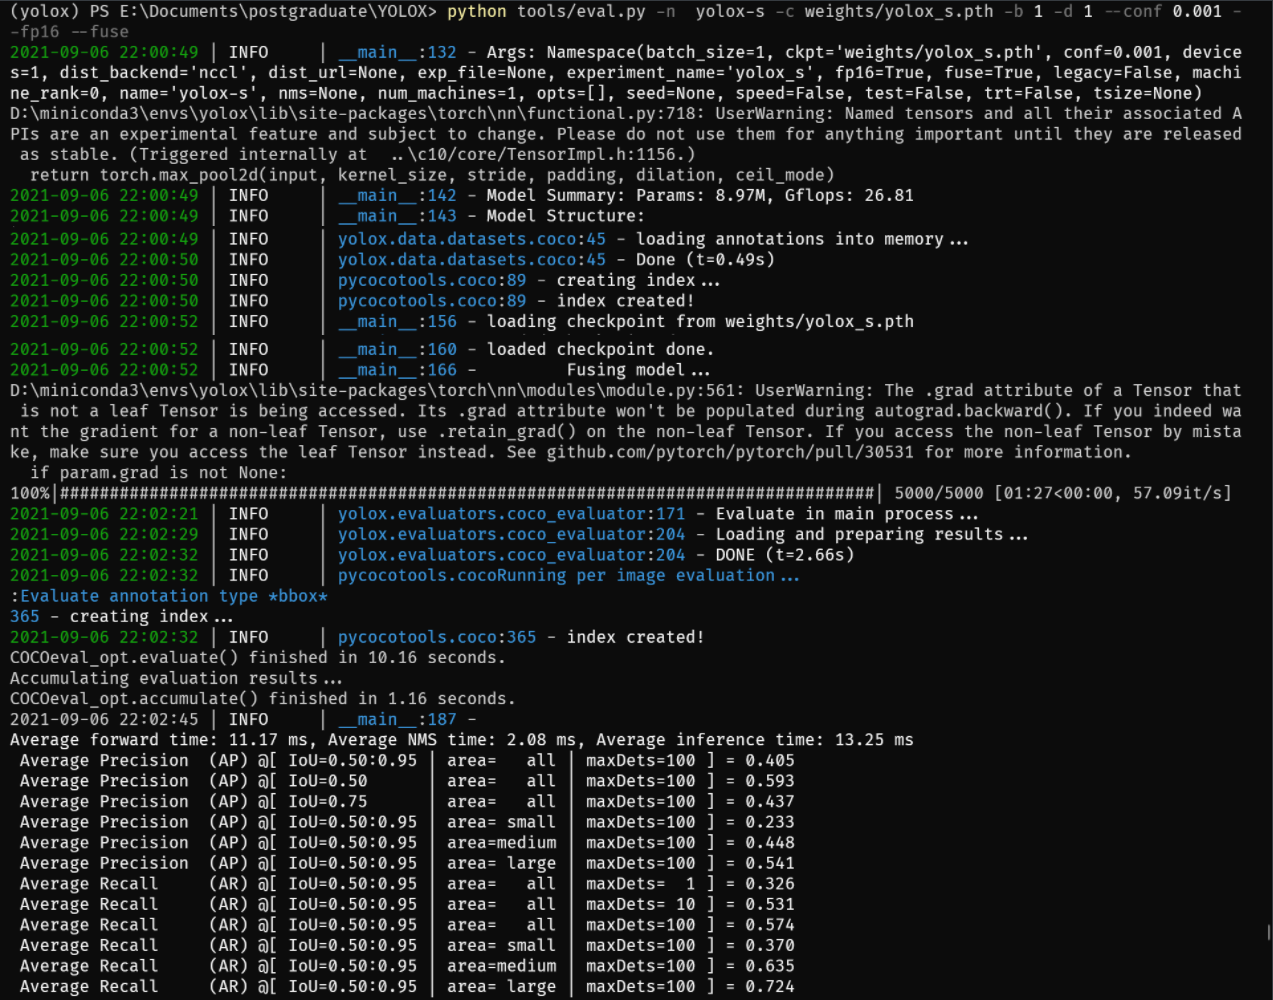 (yolox) PS E:\Documents\postgraduate\YOLOX> python tools/eval.py -n  yolox-s -c weights/yolox_s.pth -b 1 -d 1 --conf 0.001 -
-fp16 --fuse
2021-09-06 22:00:49 | INFO     | __main__:132 - Args: Namespace(batch_size=1, ckpt='weights/yolox_s.pth', conf=0.001, device
s=1, dist_backend='nccl', dist_url=None, exp_file=None, experiment_name='yolox_s', fp16=True, fuse=True, legacy=False, machi
ne_rank=0, name='yolox-s', nms=None, num_machines=1, opts=[], seed=None, speed=False, test=False, trt=False, tsize=None)
D:\miniconda3\envs\yolox\lib\site-packages\torch\nn\functional.py:718: UserWarning: Named tensors and all their associated A
PIs are an experimental feature and subject to change. Please do not use them for anything important until they are released
 as stable. (Triggered internally at  ..\c10/core/TensorImpl.h:1156.)
  return torch.max_pool2d(input, kernel_size, stride, padding, dilation, ceil_mode)
2021-09-06 22:00:49 | INFO     | __main__:142 - Model Summary: Params: 8.97M, Gflops: 26.81
2021-09-06 22:00:49 | INFO     | __main__:143 - Model Structure:
2021-09-06 22:00:49 | INFO     | yolox.data.datasets.coco:45 - loading annotations into memory...
2021-09-06 22:00:50 | INFO     | yolox.data.datasets.coco:45 - Done (t=0.49s)
2021-09-06 22:00:50 | INFO     | pycocotools.coco:89 - creating index...
2021-09-06 22:00:50 | INFO     | pycocotools.coco:89 - index created!
2021-09-06 22:00:52 | INFO     | __main__:156 - loading checkpoint from weights/yolox_s.pth
2021-09-06 22:00:52 | INFO     | __main__:160 - loaded checkpoint done.
2021-09-06 22:00:52 | INFO     | __main__:166 -         Fusing model...
D:\miniconda3\envs\yolox\lib\site-packages\torch\nn\modules\module.py:561: UserWarning: The .grad attribute of a Tensor that
 is not a leaf Tensor is being accessed. Its .grad attribute won't be populated during autograd.backward(). If you indeed wa
nt the gradient for a non-leaf Tensor, use .retain_grad() on the non-leaf Tensor. If you access the non-leaf Tensor by mista
ke, make sure you access the leaf Tensor instead. See github.com/pytorch/pytorch/pull/30531 for more information.
  if param.grad is not None:
100%|##################################################################################| 5000/5000 [01:27<00:00, 57.09it/s]
2021-09-06 22:02:21 | INFO     | yolox.evaluators.coco_evaluator:171 - Evaluate in main process...
2021-09-06 22:02:29 | INFO     | yolox.evaluators.coco_evaluator:204 - Loading and preparing results...
2021-09-06 22:02:32 | INFO     | yolox.evaluators.coco_evaluator:204 - DONE (t=2.66s)
2021-09-06 22:02:32 | INFO     | pycocotools.cocoRunning per image evaluation...
:Evaluate annotation type *bbox*
365 - creating index...
2021-09-06 22:02:32 | INFO     | pycocotools.coco:365 - index created!
COCOeval_opt.evaluate() finished in 10.16 seconds.
Accumulating evaluation results...
COCOeval_opt.accumulate() finished in 1.16 seconds.
2021-09-06 22:02:45 | INFO     | __main__:187 -
Average forward time: 11.17 ms, Average NMS time: 2.08 ms, Average inference time: 13.25 ms
 Average Precision  (AP) @[ IoU=0.50:0.95 | area=   all | maxDets=100 ] = 0.405
 Average Precision  (AP) @[ IoU=0.50      | area=   all | maxDets=100 ] = 0.593
 Average Precision  (AP) @[ IoU=0.75      | area=   all | maxDets=100 ] = 0.437
 Average Precision  (AP) @[ IoU=0.50:0.95 | area= small | maxDets=100 ] = 0.233
 Average Precision  (AP) @[ IoU=0.50:0.95 | area=medium | maxDets=100 ] = 0.448
 Average Precision  (AP) @[ IoU=0.50:0.95 | area= large | maxDets=100 ] = 0.541
 Average Recall     (AR) @[ IoU=0.50:0.95 | area=   all | maxDets=  1 ] = 0.326
 Average Recall     (AR) @[ IoU=0.50:0.95 | area=   all | maxDets= 10 ] = 0.531
 Average Recall     (AR) @[ IoU=0.50:0.95 | area=   all | maxDets=100 ] = 0.574
 Average Recall     (AR) @[ IoU=0.50:0.95 | area= small | maxDets=100 ] = 0.370
 Average Recall     (AR) @[ IoU=0.50:0.95 | area=medium | maxDets=100 ] = 0.635
 Average Recall     (AR) @[ IoU=0.50:0.95 | area= large | maxDets=100 ] = 0.724